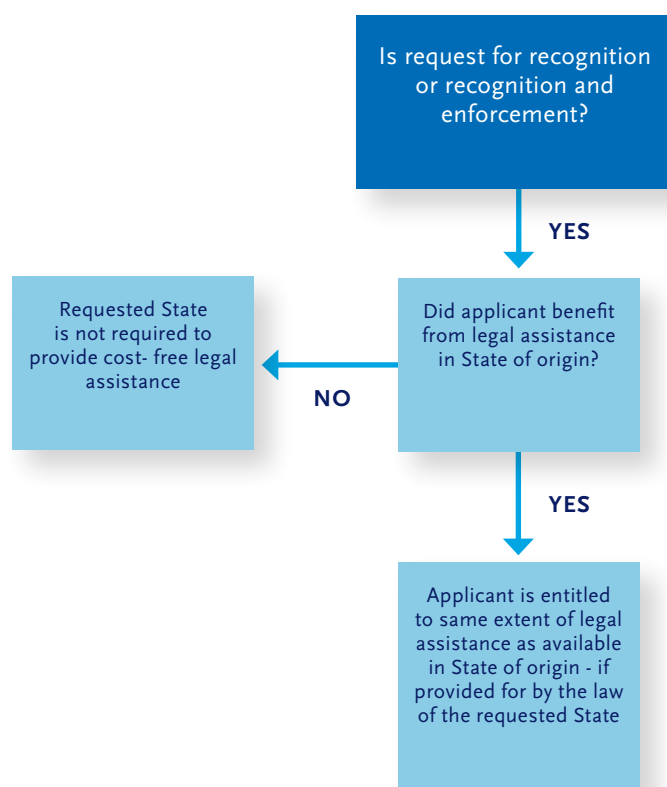 Is request for recognition
or recognition and
enforcement?
YES
Requested State
is not required to
provide cost- free legal
assistance
NO
Did applicant benefit
from legal assistance
in State of origin?
YES
Applicant is entitled
to same extent of legal
assistance as available
in State of origin - if
provided for by the law
of the requested State